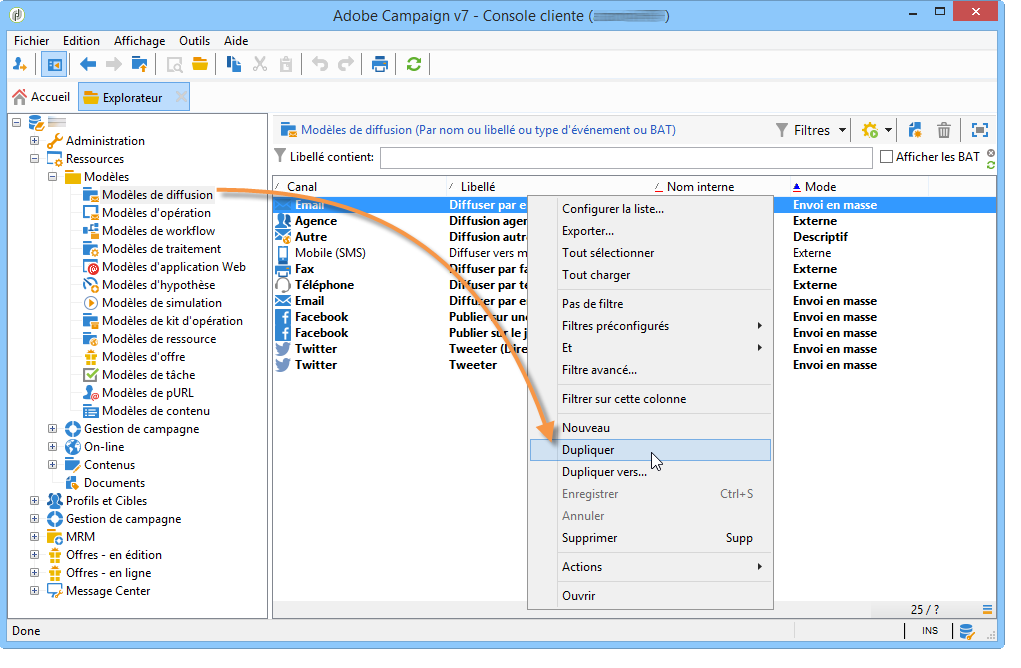 Adobe Campaign v7 - Console cliente ( )
Fichier Edition Affichage Outils Aide
Accueil Explorateur
Administration
Ressources
Modèles
Modèles de diffusion
Modèles d'opération
Modèles de workflow
Modèles de traitement
Modèles d'application Web
Modèles d'hypothèse
Modèles de simulation
Modèles de kit d'opération
Modèles de ressource
Modèles d'offre
Modèles de tâche
Modèles de pURL
Modèles de contenu
Gestion de campagne
On-line
Contenus
Documents
Profils et Cibles
Gestion de campagne
MRM
Offres - en édition
Offres - en ligne
Message Center
Modèles de diffusion (Par nom ou libellé ou type d'événement ou BAT) Filtres
Libellé contient: Afficher les BAT
Canal Libellé Nom interne Mode
Email Diffuser par e Envoi en masse
Agence Diffusion agen Externe
Autre Diffusion autr Descriptif
Mobile (SMS) Diffuser vers m Externe
Fax Diffuser par fa Externe
Téléphone Diffuser par te Externe
Email Diffuser par e Envoi en masse
Facebook Publier sur un Envoi en masse
Facebook Publier sur le j Envoi en masse
Twitter Tweeter (Dire Envoi en masse
Twitter Tweeter Envoi en masse
Configurer la liste...
Exporter...
Tout sélectionner
Tout charger
Pas de filtre
Filtres préconfigurés
Et
Filtre avancé...
Filtrer sur cette colonne
Nouveau
Dupliquer
Dupliquer vers...
Enregistrer Ctrl+S
Annuler
Supprimer Supp
Actions
Ouvrir
25 / ?
Done INS